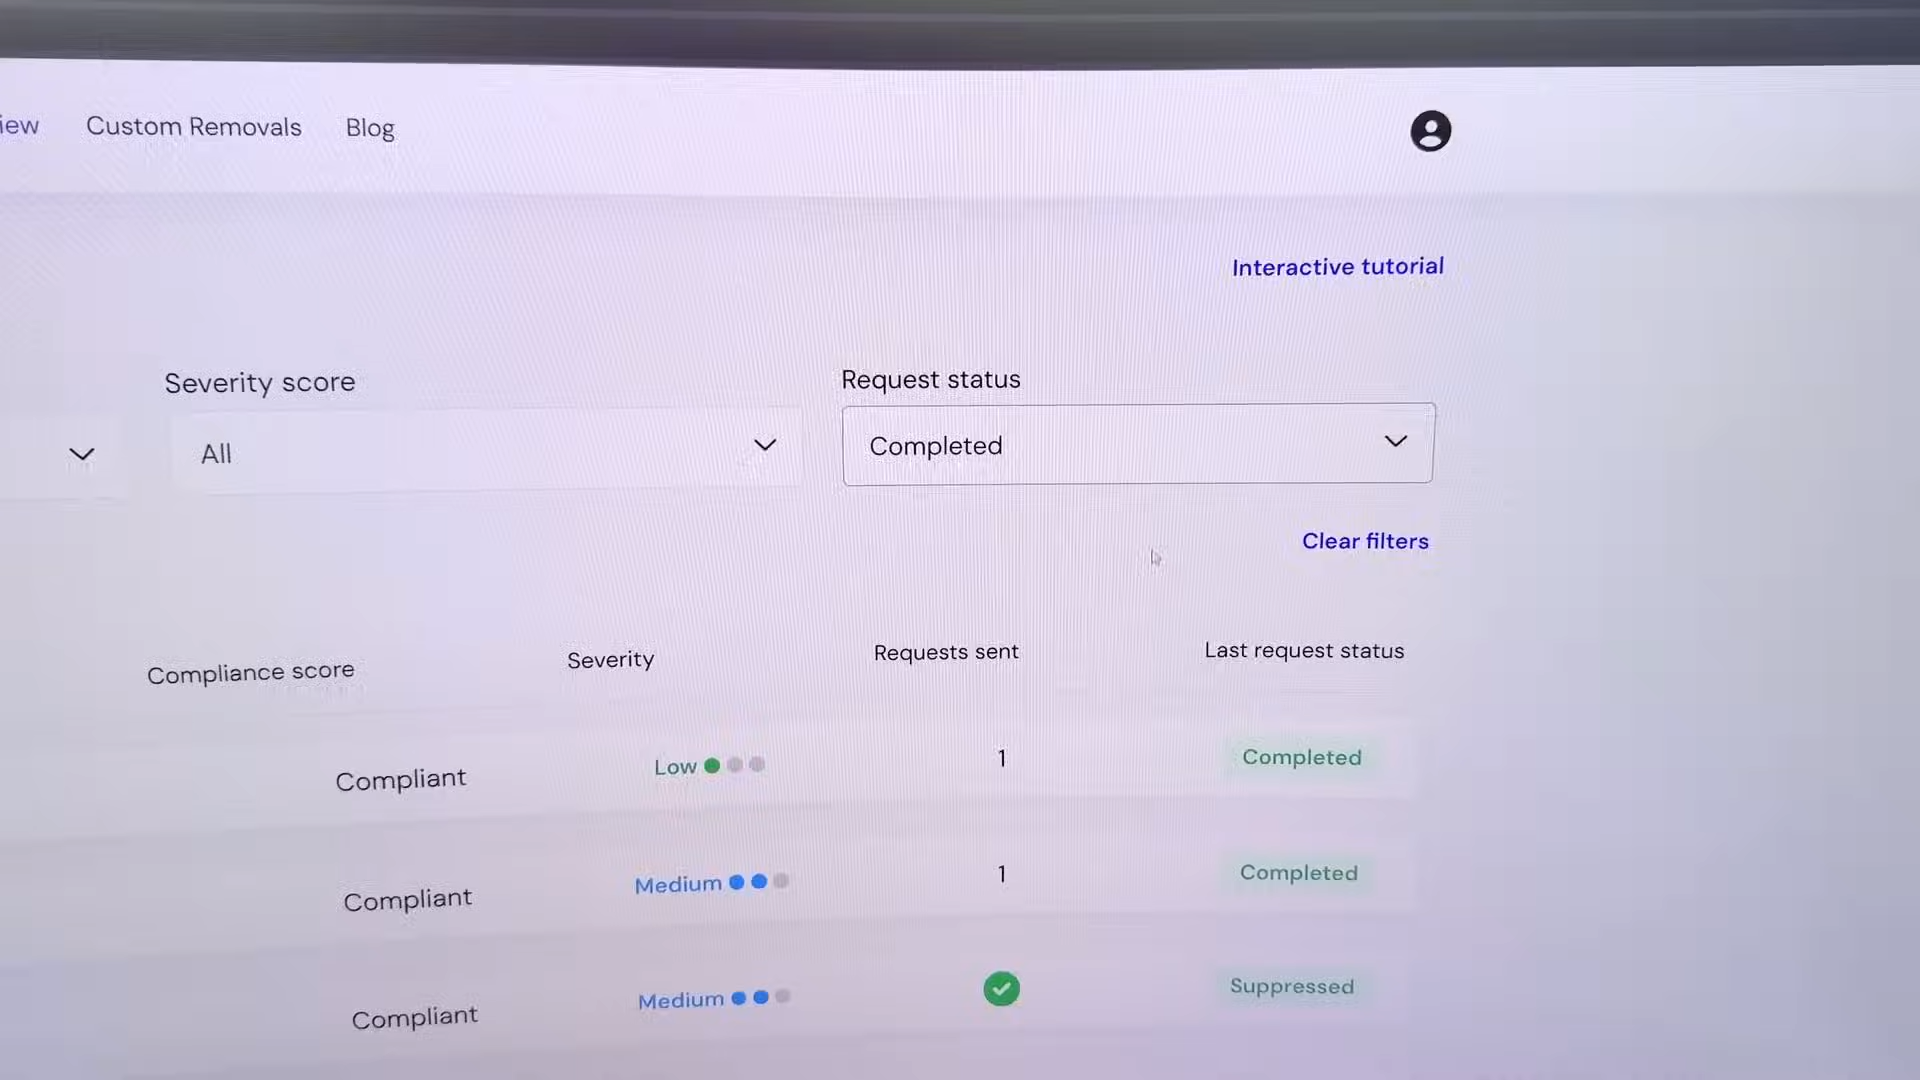 iew Custom Removals Blog
Interactive tutorial
Severity score Request status
All Completed
Clear filters
Compliance score Severity Requests sent Last request status
Compliant Low 1 Completed
Compliant Medium 1 Completed
Compliant Medium Suppressed